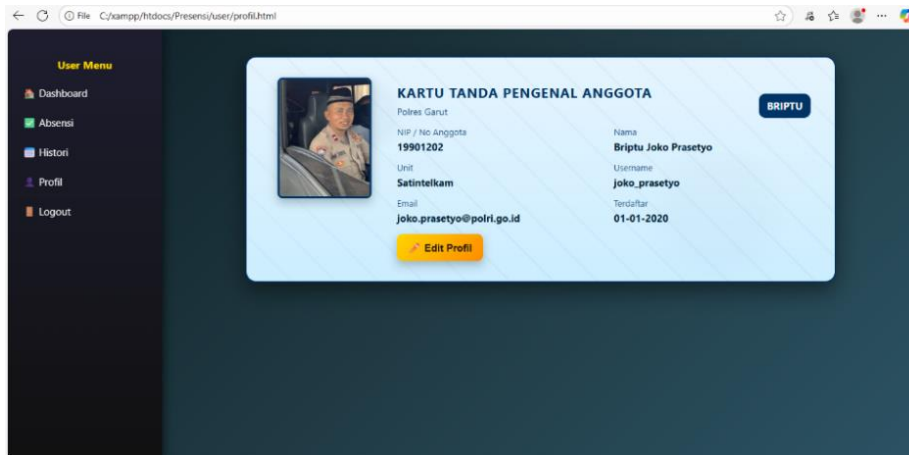 File C:/xampp/htdocs/Presensi/user/profil.html
User Menu
Dashboard
Absensi
Histori
Profil
Logout
KARTU TANDA PENGENAL ANGGOTA
Polres Garut
BRIPTU
NIP / No Anggota
19901202
Nama
Briptu Joko Prasetyo
Unit
Satintelkam
Username
joko_prasetyo
Email
joko.prasetyo@polri.go.id
Terdaftar
01-01-2020
Edit Profil